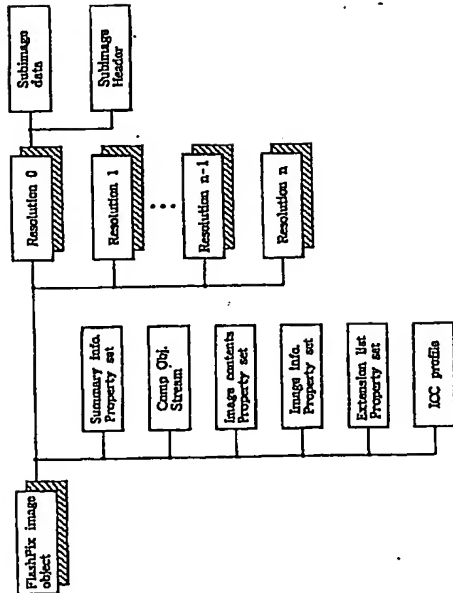 FlashPix image
object
Summary info.
Property set
Comp Obj.
Stream
Image contents
Property set
Image info.
Property set
Extension list
Property set
ICC profile
Resolution 0
Resolution 1
Resolution n-1
Resolution n
Subimage
data
Subimage
Header